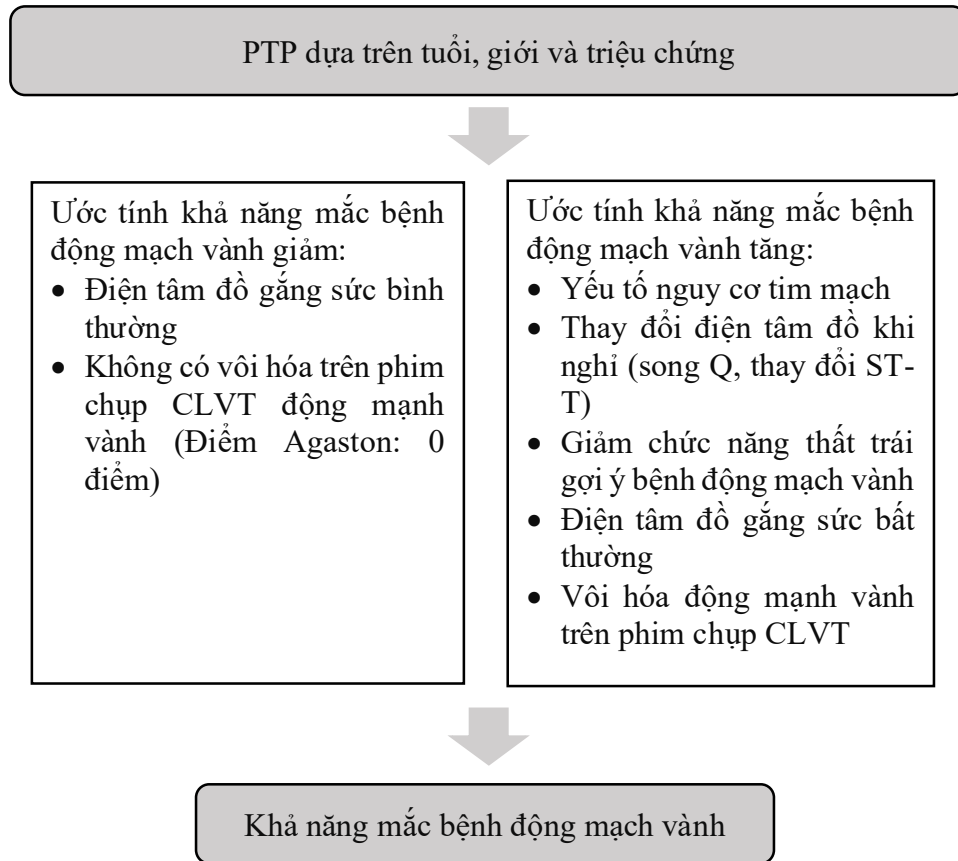 PTP dựa trên tuổi, giới và triệu chứng
Ước tính khả năng mắc bệnh
động mạch vành giảm:
• Điện tâm đồ gắng sức bình
thường
• Không có vôi hóa trên phim
chụp CLVT động mạnh
vành (Điểm Agaston: 0
điểm)
Ước tính khả năng mắc bệnh
động mạch vành tăng:
• Yếu tố nguy cơ tim mạch
• Thay đổi điện tâm đồ khi
nghỉ (song Q, thay đổi ST-
T)
• Giảm chức năng thất trái
gợi ý bệnh động mạch vành
• Điện tâm đồ gắng sức bất
thường
• Vôi hóa động mạnh vành
trên phim chụp CLVT
Khả năng mắc bệnh động mạch vành